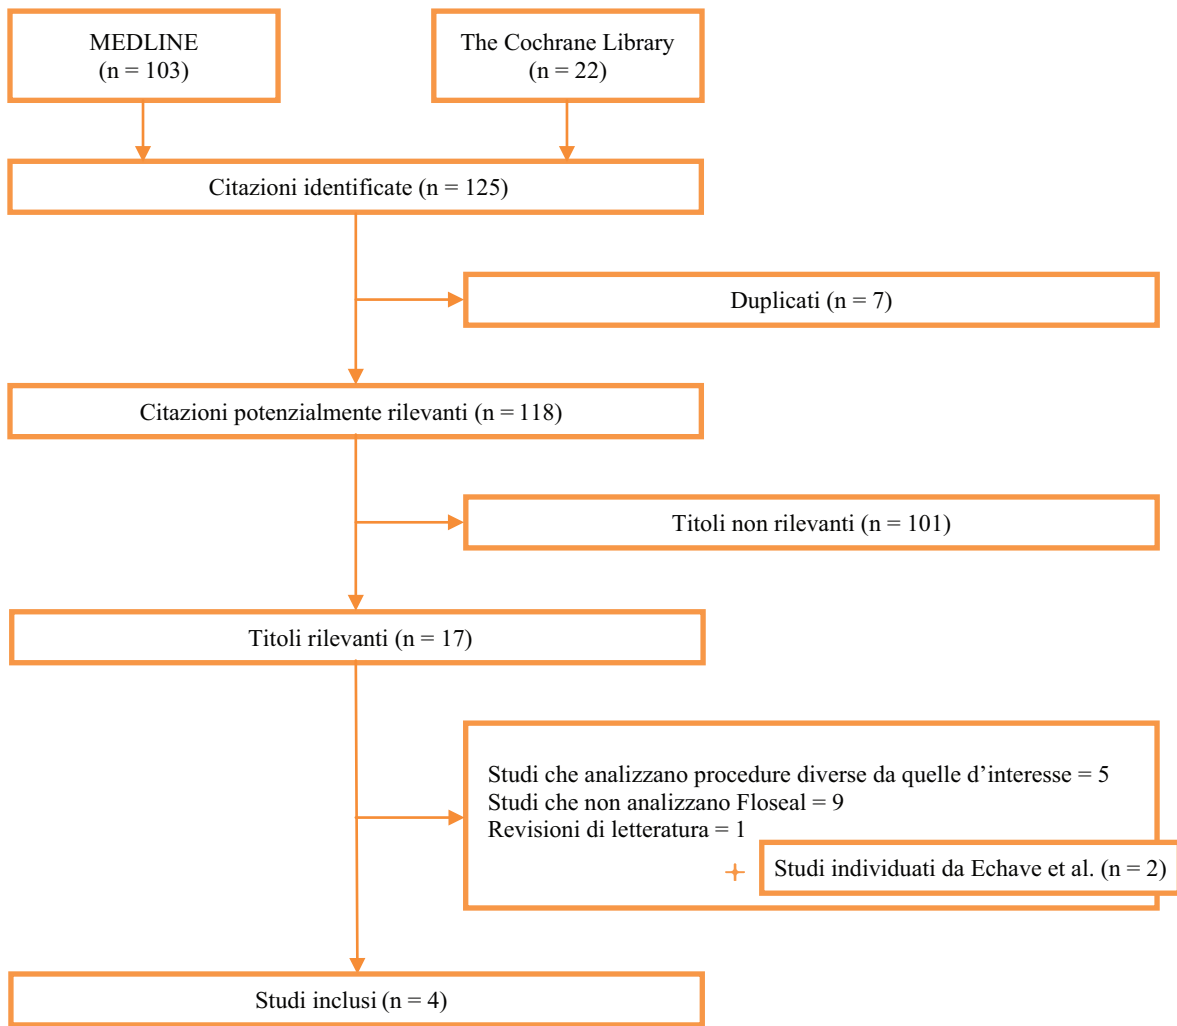 MEDLINE
(n = 103)
The Cochrane Library
(n = 22)
Citazioni identificate (n = 125)
Duplicati (n = 7)
Citazioni potenzialmente rilevanti (n = 118)
Titoli non rilevanti (n = 101)
Titoli rilevanti (n = 17)
Studi che analizzano procedure diverse da quelle d’interesse = 5
Studi che non analizzano Floseal = 9
Revisioni di letteratura = 1
+ Studi individuati da Echave et al. (n = 2)
Studi inclusi (n = 4)